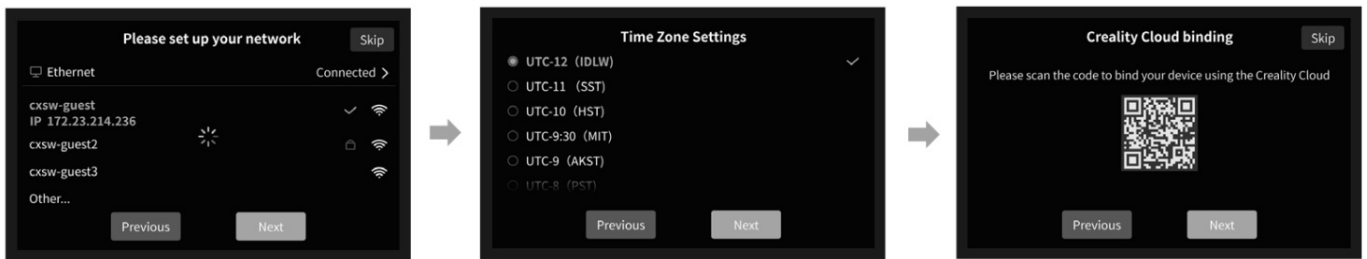 Please set up your network
Skip
Ethernet
Connected >
cxsw-guest
IP 172.23.214.236
cxsw-guest2
cxsw-guest3
Other...
Previous
Next
Time Zone Settings
UTC-12（IDLW）
UTC-11（SST）
UTC-10（HST）
UTC-9:30（MIT）
UTC-9（AKST）
UTC-8（PST）
Previous
Next
Creality Cloud binding
Skip
Please scan the code to bind your device using the Creality Cloud
Previous
Next